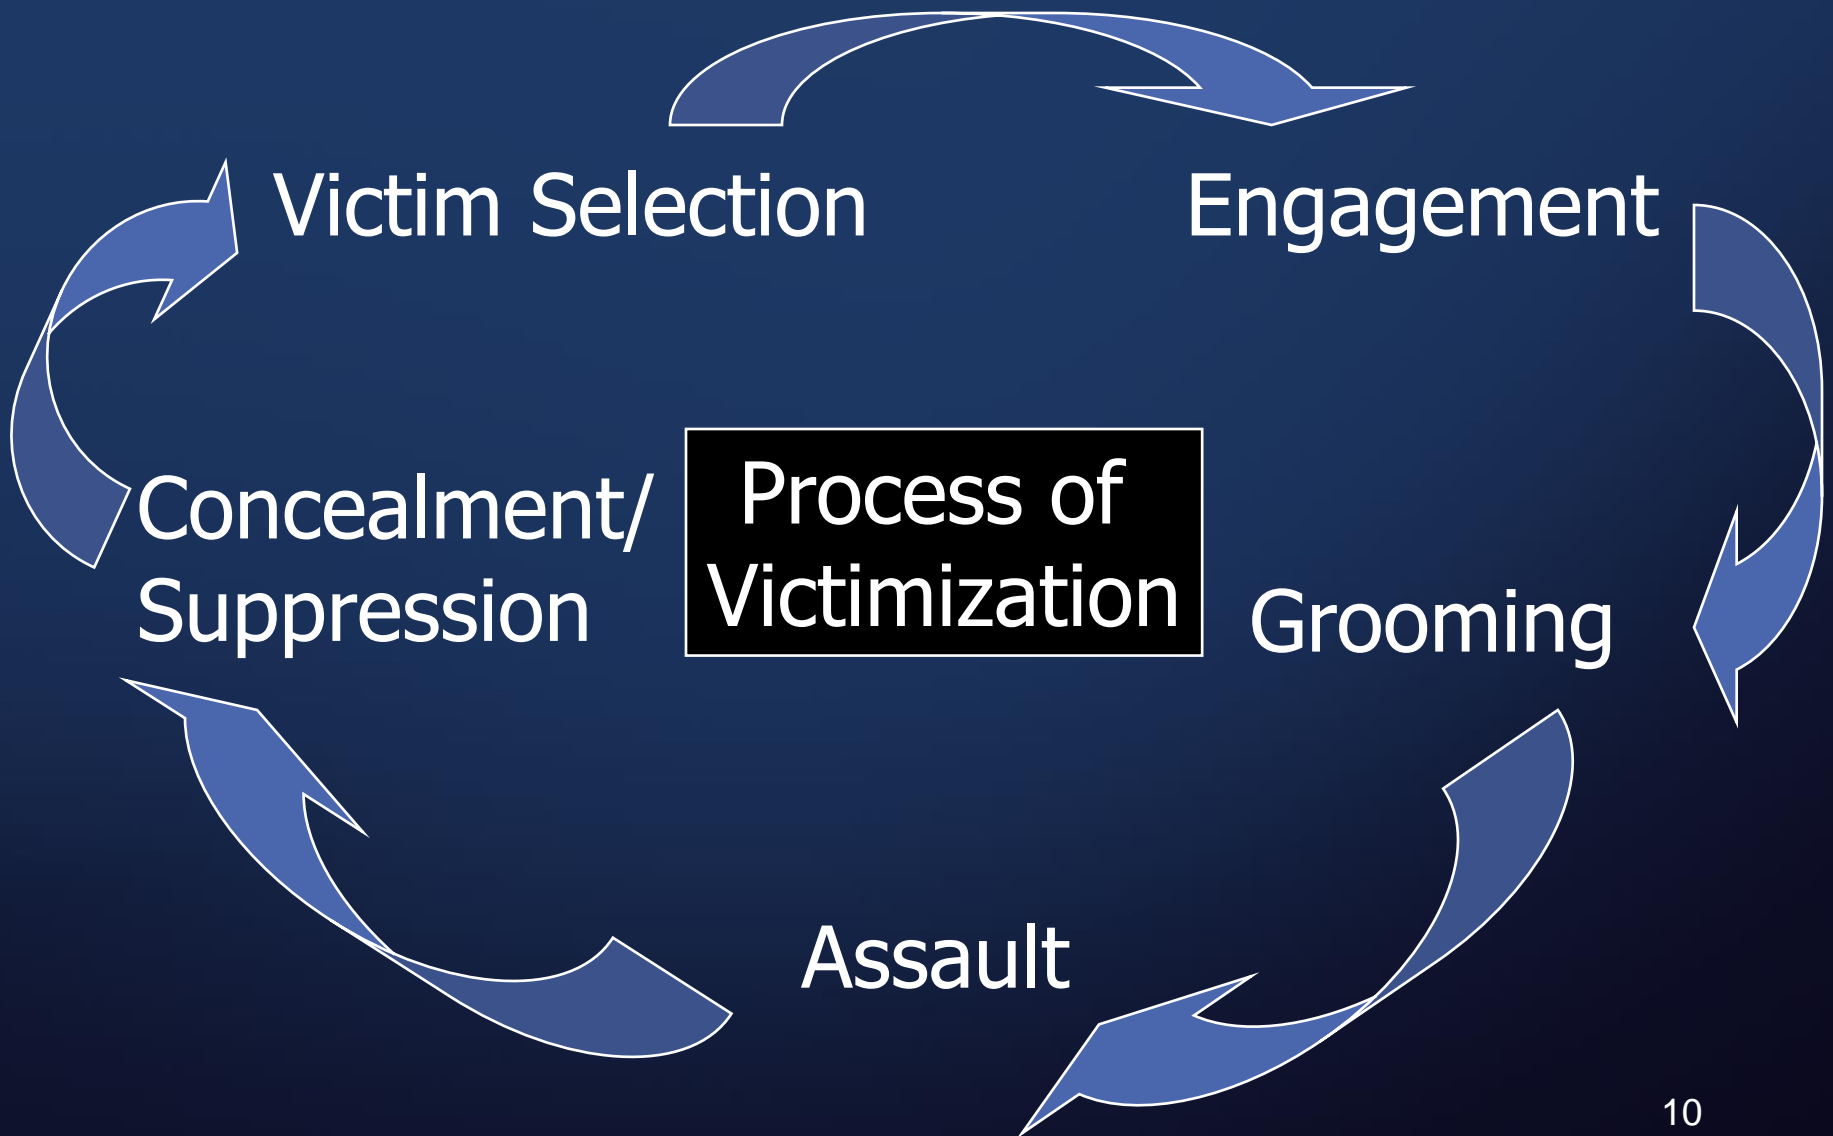 Victim Selection
Engagement
Concealment/
Suppression
Process of
Victimization
Grooming
Assault
10